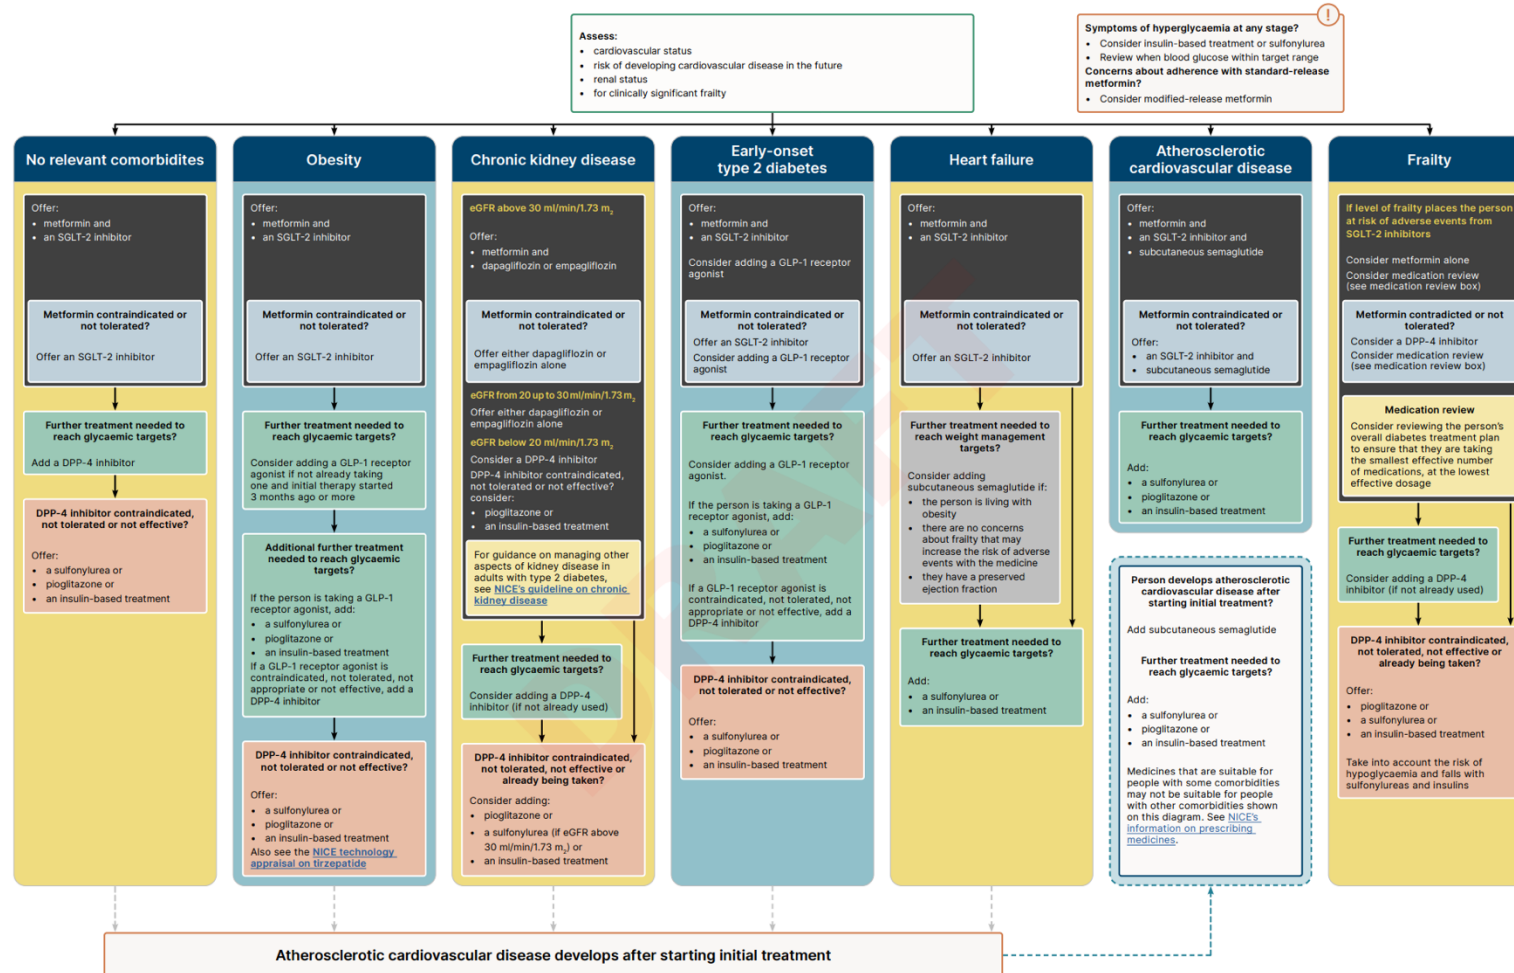 Assess:
• cardiovascular status
• risk of developing cardiovascular disease in the future
• renal status
• for clinically significant frailty
Symptoms of hyperglycaemia at any stage?
• Consider insulin-based treatment or sulfonylurea
• Review when blood glucose within target range
Concerns about adherence with standard-release
metformin?
• Consider modified-release metformin
!
No relevant comorbidites
Offer:
• metformin and
• an SGLT-2 inhibitor
Metformin contraindicated or
not tolerated?
Offer an SGLT-2 inhibitor
Further treatment needed to
reach glycaemic targets?
Add a DPP-4 inhibitor
DPP-4 inhibitor contraindicated,
not tolerated or not effective?
Offer:
• a sulfonylurea or
• pioglitazone or
• an insulin-based treatment
Obesity
Offer:
• metformin and
• an SGLT-2 inhibitor
Metformin contraindicated or
not tolerated?
Offer an SGLT-2 inhibitor
Further treatment needed to
reach glycaemic targets?
Consider adding a GLP-1 receptor
agonist if not already taking
one and initial therapy started
3 months ago or more
Additional further treatment
needed to reach glycaemic
targets?
If the person is taking a GLP-1
receptor agonist, add:
• a sulfonylurea or
• pioglitazone or
• an insulin-based treatment
If a GLP-1 receptor agonist is
contraindicated, not tolerated, not
appropriate or not effective, add a
DPP-4 inhibitor
DPP-4 inhibitor contraindicated,
not tolerated or not effective?
Offer:
• a sulfonylurea or
• pioglitazone or
• an insulin-based treatment
Also see the NICE technology
appraisal on tirzepatide
Chronic kidney disease
eGFR above 30 ml/min/1.73 m₂
Offer:
• metformin and
• dapagliflozin or empagliflozin
Metformin contraindicated or
not tolerated?
Offer either dapagliflozin or
empagliflozin alone
eGFR from 20 up to 30 ml/min/1.73 m₂
Offer either dapagliflozin or
empagliflozin alone
eGFR below 20 ml/min/1.73 m₂
Consider a DPP-4 inhibitor
DPP-4 inhibitor contraindicated,
not tolerated or not effective?
consider:
• pioglitazone or
• an insulin-based treatment
For guidance on managing other
aspects of kidney disease in
adults with type 2 diabetes,
see NICE's guideline on chronic
kidney disease
Further treatment needed to
reach glycaemic targets?
Consider adding a DPP-4
inhibitor (if not already used)
DPP-4 inhibitor contraindicated,
not tolerated, not effective or
already being taken?
Consider adding:
• pioglitazone or
• a sulfonylurea (if eGFR above
30 ml/min/1.73 m₂) or
• an insulin-based treatment
Early-onset
type 2 diabetes
Offer:
• metformin and
• an SGLT-2 inhibitor
Consider adding a GLP-1 receptor
agonist
Metformin contraindicated or
not tolerated?
Offer an SGLT-2 inhibitor
Consider adding a GLP-1 receptor
agonist
Further treatment needed to
reach glycaemic targets?
Consider adding a GLP-1 receptor
agonist.
If the person is taking a GLP-1
receptor agonist, add:
• a sulfonylurea or
• pioglitazone or
• an insulin-based treatment
If a GLP-1 receptor agonist is
contraindicated, not tolerated, not
appropriate or not effective, add a
DPP-4 inhibitor
DPP-4 inhibitor contraindicated,
not tolerated or not effective?
Offer:
• a sulfonylurea or
• pioglitazone or
• an insulin-based treatment
Heart failure
Offer:
• metformin and
• an SGLT-2 inhibitor
Metformin contraindicated or
not tolerated?
Offer an SGLT-2 inhibitor
Further treatment needed to
reach weight management
targets?
Consider adding
subcutaneous semaglutide if:
• the person is living with
obesity
• there are no concerns
about frailty that may
increase the risk of adverse
events with the medicine
• they have a preserved
ejection fraction
Further treatment needed to
reach glycaemic targets?
Add:
• a sulfonylurea or
• an insulin-based treatment
Atherosclerotic
cardiovascular disease
Offer:
• metformin and
• an SGLT-2 inhibitor and
• subcutaneous semaglutide
Metformin contraindicated or
not tolerated?
Offer:
• an SGLT-2 inhibitor and
• subcutaneous semaglutide
Further treatment needed to
reach glycaemic targets?
Add:
• a sulfonylurea or
• pioglitazone or
• an insulin-based treatment
Person develops atherosclerotic
cardiovascular disease after
starting initial treatment?
Add subcutaneous semaglutide
Further treatment needed to
reach glycaemic targets?
Add:
• a sulfonylurea or
• pioglitazone or
• an insulin-based treatment
Medicines that are suitable for
people with some comorbidities
may not be suitable for people
with other comorbidities shown
on this diagram. See NICE's
information on prescribing
medicines.
Frailty
If level of frailty places the person
at risk of adverse events from
SGLT-2 inhibitors
Consider metformin alone
Consider medication review
(see medication review box)
Metformin contradicted or not
tolerated?
Consider a DPP-4 inhibitor
Consider medication review
(see medication review box)
Medication review
Consider reviewing the person's
overall diabetes treatment plan
to ensure that they are taking
the smallest effective number
of medications, at the lowest
effective dosage
Further treatment needed to
reach glycaemic targets?
Consider adding a DPP-4
inhibitor (if not already used)
DPP-4 inhibitor contraindicated,
not tolerated, not effective or
already being taken?
Offer:
• pioglitazone or
• a sulfonylurea or
• an insulin-based treatment
Take into account the risk of
hypoglycaemia and falls with
sulfonylureas and insulins
Atherosclerotic cardiovascular disease develops after starting initial treatment
DRAFT